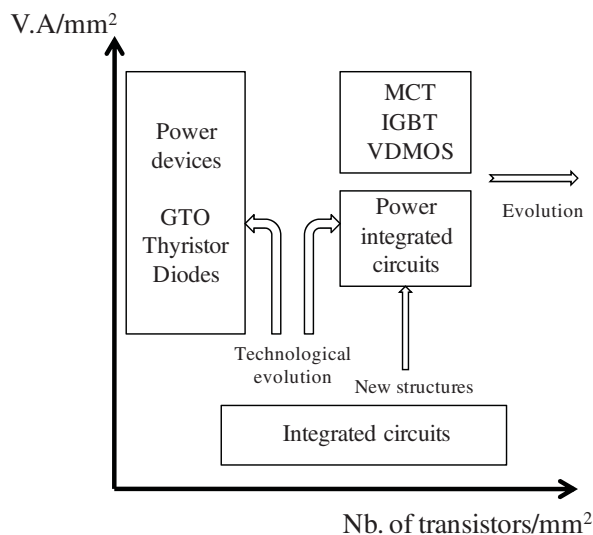 V.A/mm²
Power
devices
GTO
Thyristor
Diodes
MCT
IGBT
VDMOS
Power
integrated
circuits
Evolution
Technological
evolution
New structures
Integrated circuits
Nb. of transistors/mm²